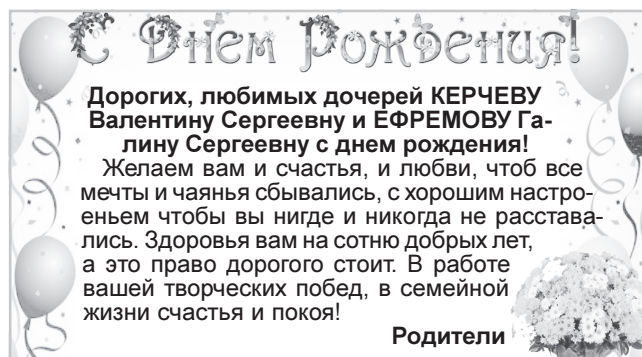 С Днем Рождения!
Дорогих, любимых дочерей КЕРЧЕВУ
Валентину Сергеевну и ЕФРЕМОВУ Га-
лину Сергеевну с днем рождения!
Желаем вам и счастья, и любви, чтоб все
мечты и чаянья сбывались, с хорошим настро-
еньем чтобы вы нигде и никогда не расстава-
лись. Здоровья вам на сотню добрых лет,
а это право дорогого стоит. В работе
вашей творческих побед, в семейной
жизни счастья и покоя!
Родители